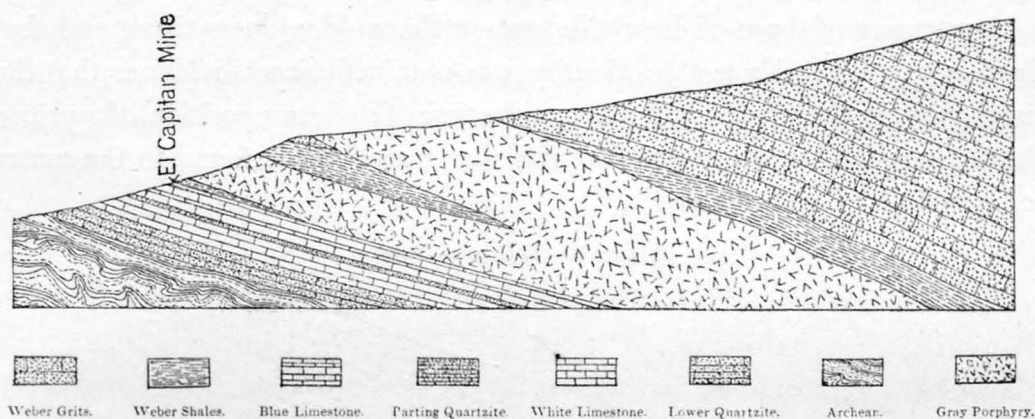 El Capitan Mine
Weber Grits. Weber Shales. Blue Limestone. Parting Quartzite. White Limestone. Lower Quartzite. Archean. Gray Porphyry.